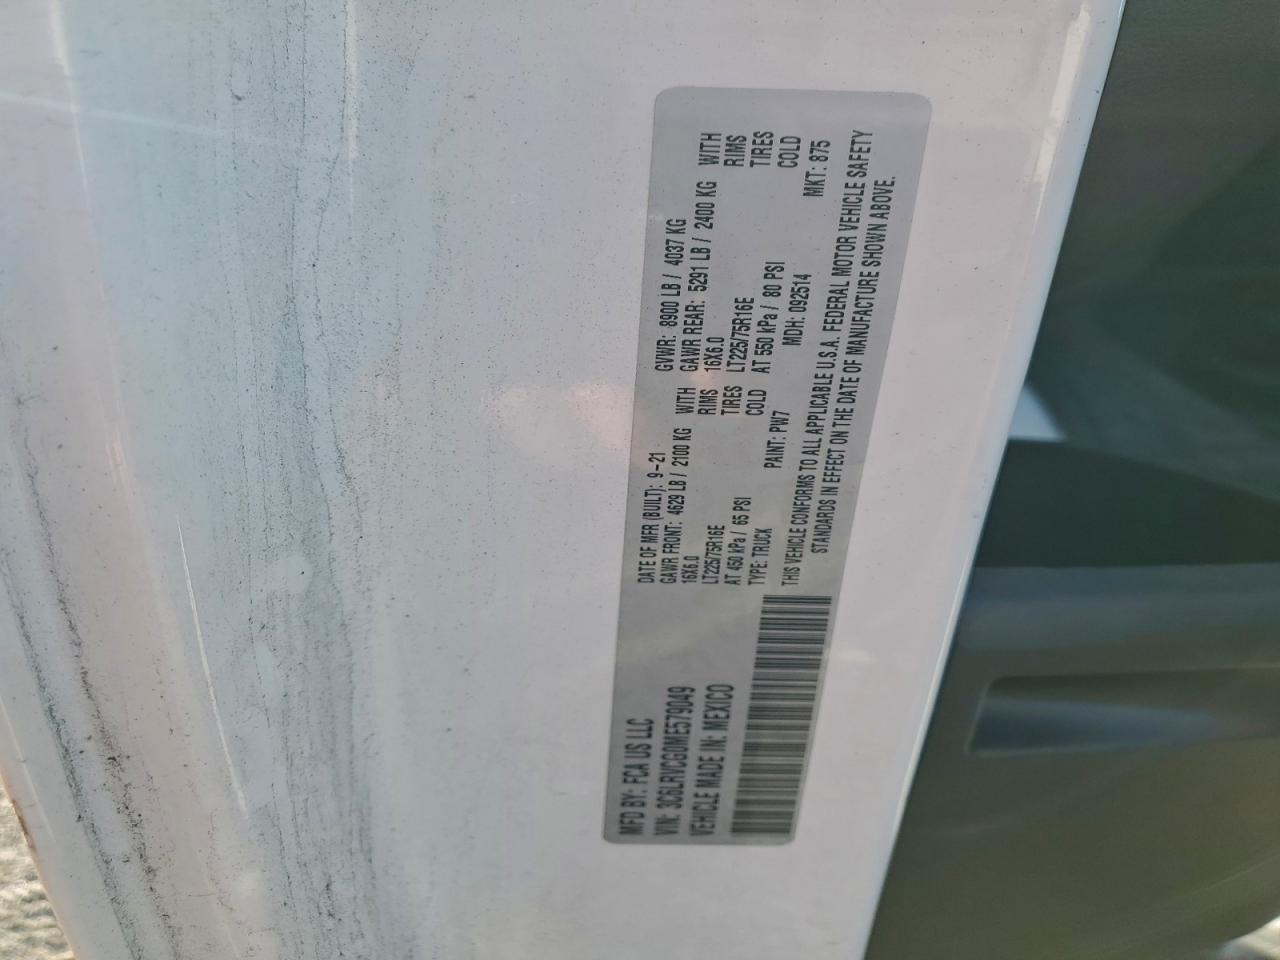 MFD BY: FCA US LLC
VIN: 3C6LRVCG0ME579049
VEHICLE MADE IN: MEXICO
DATE OF MFR (BUILT): 9-21 GVWR: 8900 LB / 4037 KG
GAWR FRONT: 4629 LB / 2100 KG WITH GAWR REAR: 5291 LB / 2400 KG WITH
16X6.0 RIMS 16X6.0 RIMS
LT225/75R16E TIRES LT225/75R16E TIRES
AT 450 kPa / 65 PSI COLD AT 550 kPa / 80 PSI COLD
TYPE: TRUCK PAINT: PW7 MDH: 092514 MKT: 875
THIS VEHICLE CONFORMS TO ALL APPLICABLE U.S.A. FEDERAL MOTOR VEHICLE SAFETY
STANDARDS IN EFFECT ON THE DATE OF MANUFACTURE SHOWN ABOVE.